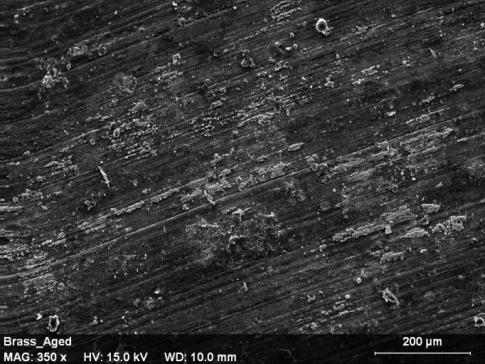 Brass_Aged
200 µm
MAG: 350 x HV: 15.0 kV WD: 10.0 mm